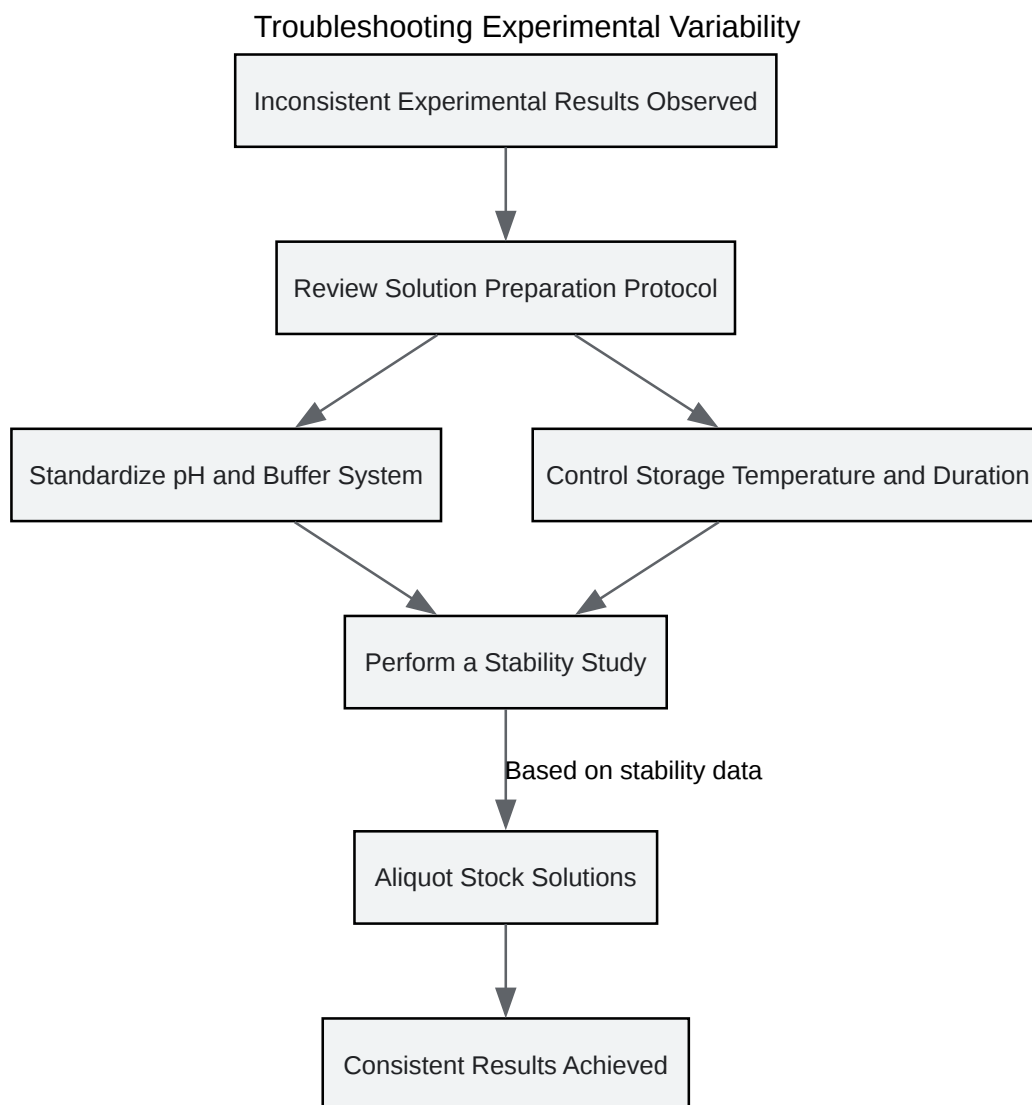 Troubleshooting Experimental Variability
Inconsistent Experimental Results Observed
Review Solution Preparation Protocol
Standardize pH and Buffer System
Control Storage Temperature and Duration
Perform a Stability Study
Based on stability data
Aliquot Stock Solutions
Consistent Results Achieved